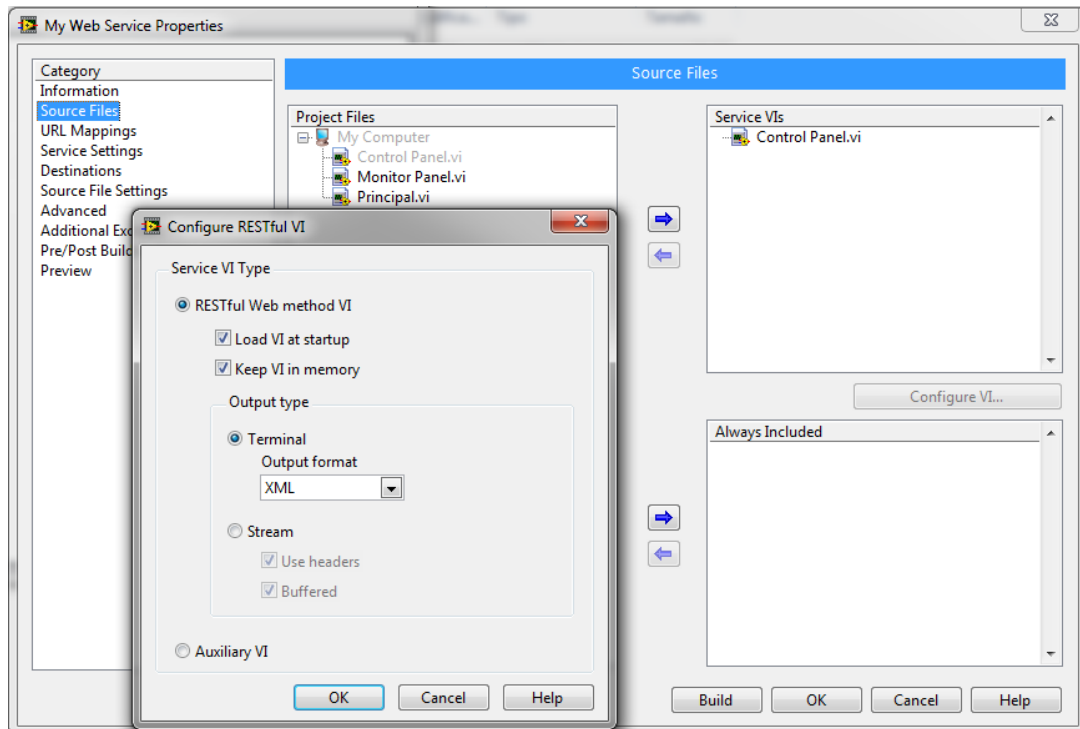 My Web Service Properties
Category
Information
Source Files
URL Mappings
Service Settings
Destinations
Source File Settings
Advanced
Additional
Pre/Post Build
Preview
Source Files
Project Files
My Computer
Control Panel.vi
Monitor Panel.vi
Principal.vi
Service VIs
Control Panel.vi
Configure VI...
Always Included
Build
OK
Cancel
Help
Configure RESTful VI
Service VI Type
RESTful Web method VI
Load VI at startup
Keep VI in memory
Output type
Terminal
Output format
XML
Stream
Use headers
Buffered
Auxiliary VI
OK
Cancel
Help